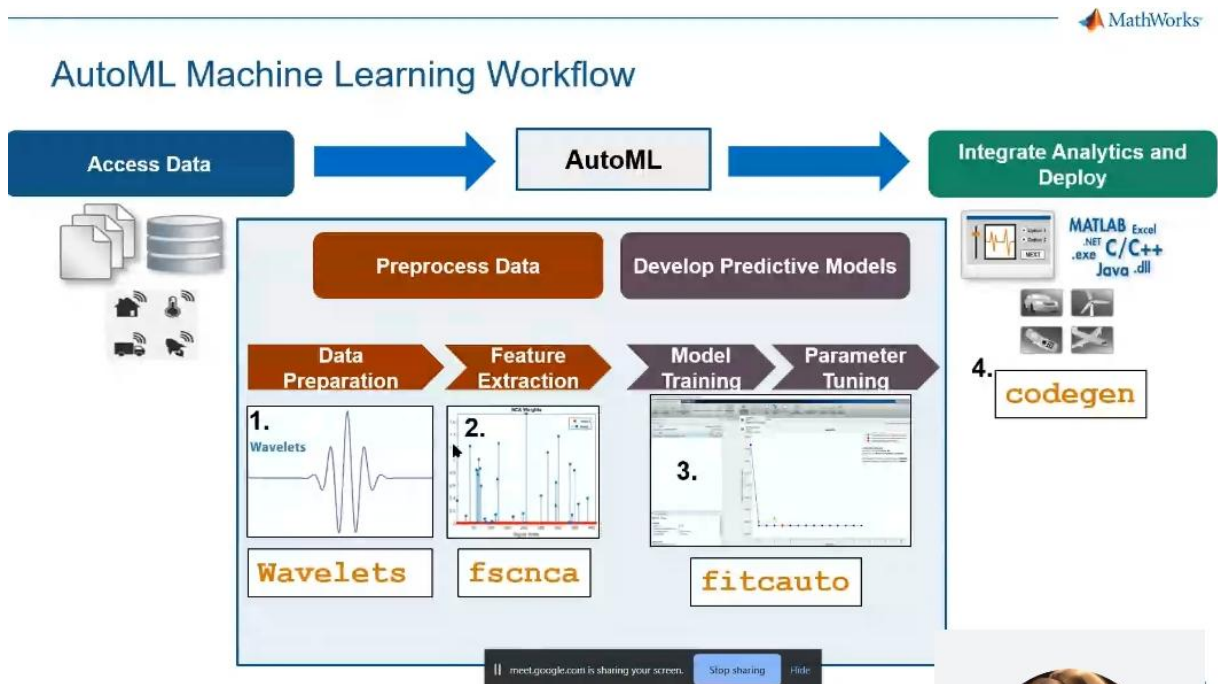 MathWorks
AutoML Machine Learning Workflow
Access Data
AutoML
Integrate Analytics and
Deploy
MATLAB Excel
.NET C/C++
.exe
Java .dll
NEXT
Preprocess Data
Develop Predictive Models
Data
Preparation
Feature
Extraction
Model
Training
Parameter
Tuning
1.
Wavelets
2.
3.
4.
codegen
Wavelets
fscnca
fitcauto
meet.google.com is sharing your screen.
Stop sharing
Hide